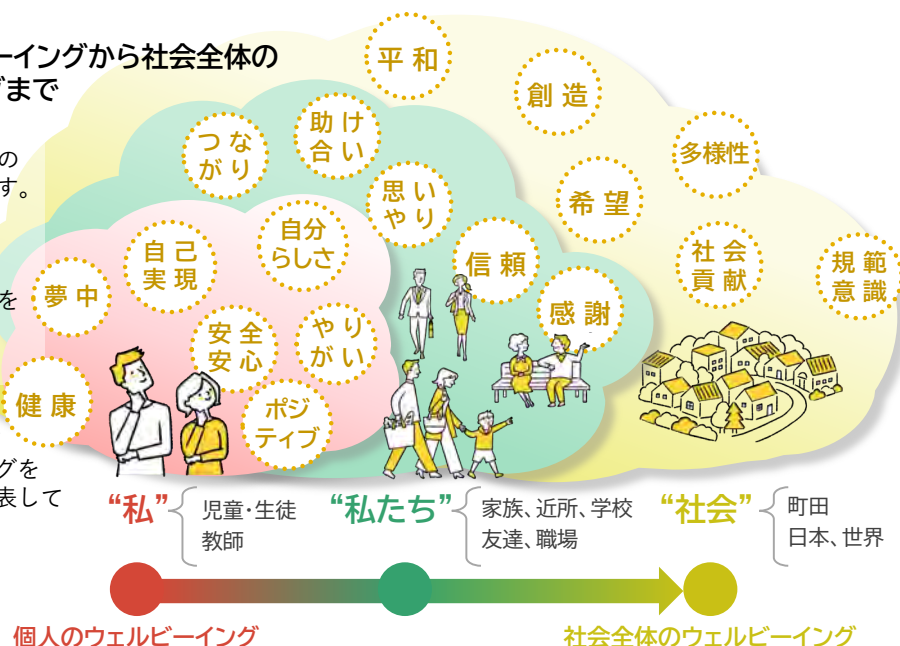 ーイングから社会全体の
グまで
の
す。
を
グを
表して
平和
創造
多様性
希望
社会
貢献
規範
意識
つな
がり
助け
合い
思い
やり
信頼
感謝
自己
実現
自分
らしさ
夢中
安全
安心
やり
がい
健康
ポジ
ティブ
“私”
児童・生徒
教師
“私たち”
家族、近所、学校
友達、職場
“社会”
町田
日本、世界
個人のウェルビーイング
社会全体のウェルビーイング